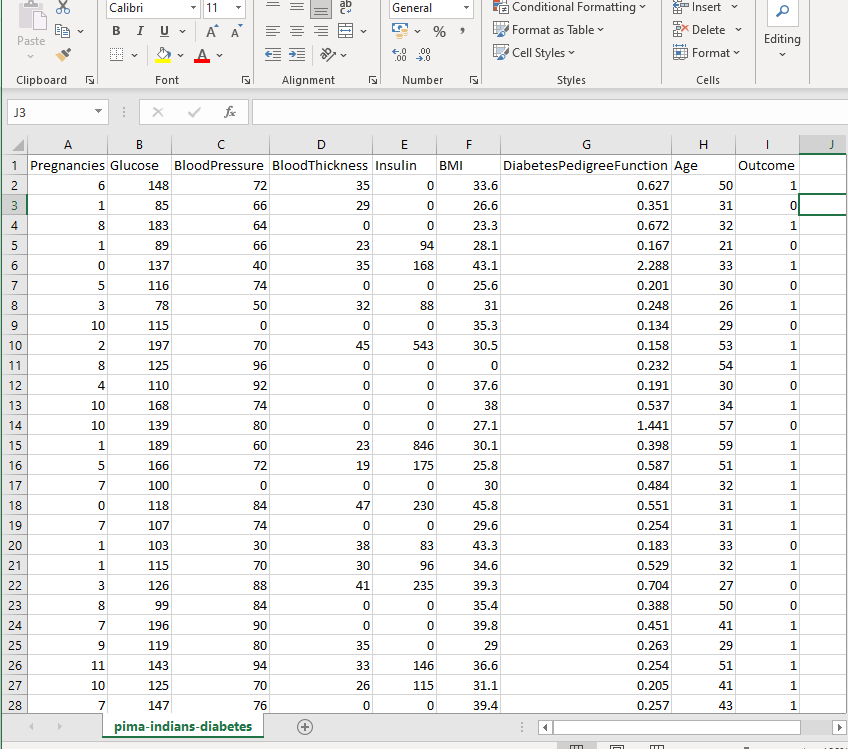 Calibri 11 ab General Conditional Formatting Insert
Paste B I U A A % 9 Format as Table Delete Editing
.00 .00 Cell Styles Format
Clipboard Font Alignment Number Styles Cells
J3 fx
A B C D E F G H I J
1 Pregnancies Glucose BloodPressure BloodThickness Insulin BMI DiabetesPedigreeFunction Age Outcome
2 6 148 72 35 0 33.6 0.627 50 1
3 1 85 66 29 0 26.6 0.351 31 0
4 8 183 64 0 0 23.3 0.672 32 1
5 1 89 66 23 94 28.1 0.167 21 0
6 0 137 40 35 168 43.1 2.288 33 1
7 5 116 74 0 0 25.6 0.201 30 0
8 3 78 50 32 88 31 0.248 26 1
9 10 115 0 0 0 35.3 0.134 29 0
10 2 197 70 45 543 30.5 0.158 53 1
11 8 125 96 0 0 0 0.232 54 1
12 4 110 92 0 0 37.6 0.191 30 0
13 10 168 74 0 0 38 0.537 34 1
14 10 139 80 0 0 27.1 1.441 57 0
15 1 189 60 23 846 30.1 0.398 59 1
16 5 166 72 19 175 25.8 0.587 51 1
17 7 100 0 0 0 30 0.484 32 1
18 0 118 84 47 230 45.8 0.551 31 1
19 7 107 74 0 0 29.6 0.254 31 1
20 1 103 30 38 83 43.3 0.183 33 0
21 1 115 70 30 96 34.6 0.529 32 1
22 3 126 88 41 235 39.3 0.704 27 0
23 8 99 84 0 0 35.4 0.388 50 0
24 7 196 90 0 0 39.8 0.451 41 1
25 9 119 80 35 0 29 0.263 29 1
26 11 143 94 33 146 36.6 0.254 51 1
27 10 125 70 26 115 31.1 0.205 41 1
28 7 147 76 0 0 39.4 0.257 43 1
pima-indians-diabetes